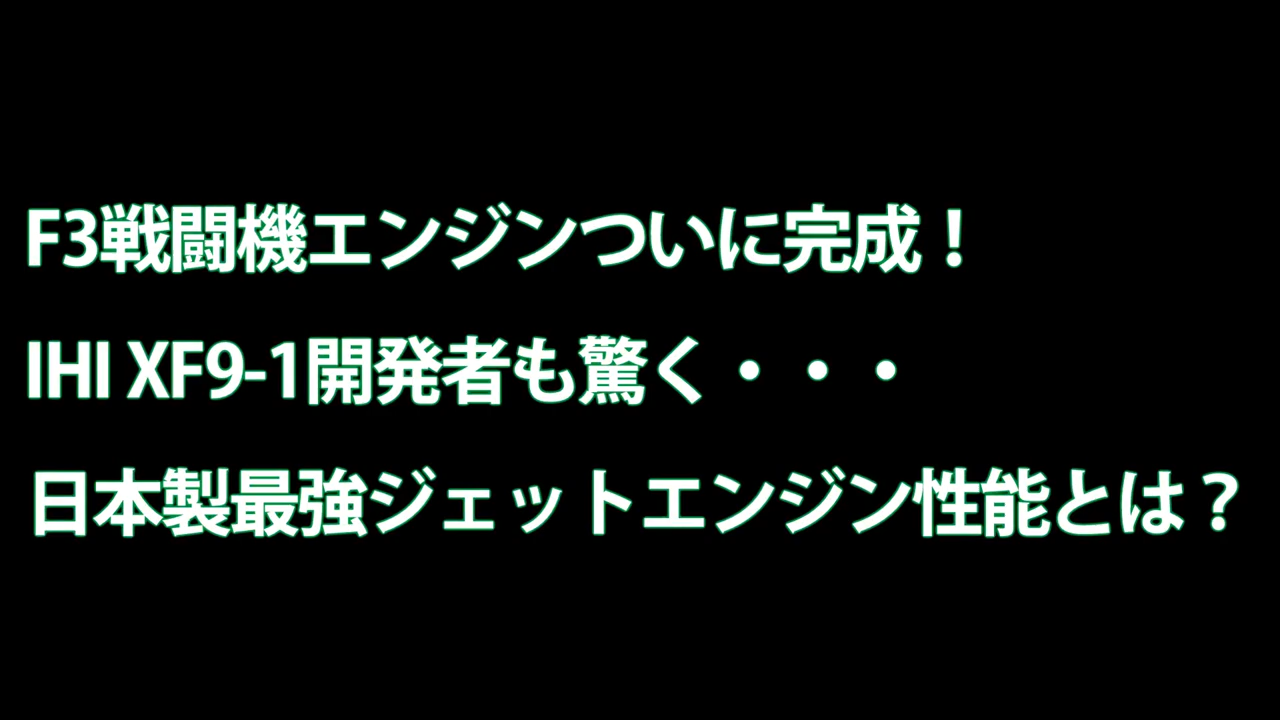 F3戦闘機エンジンついに完成！
IHI XF9-1開発者も驚く・・・
日本製最強ジェットエンジン性能とは？